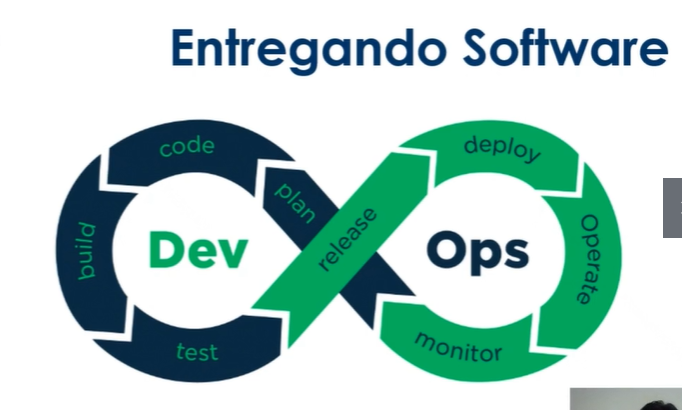 Entregando Software
code
deploy
plan
release
build
Dev
Ops
Operate
test
monitor